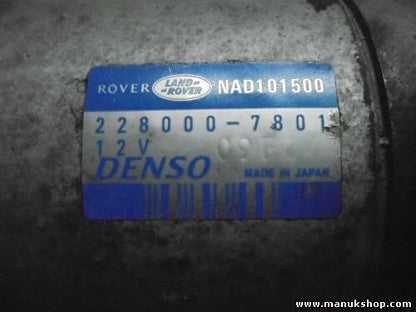 ROVER LAND-ROVER NAD101500
228000-7801
12V
DENSO MADE IN JAPAN
www.manukshop.com